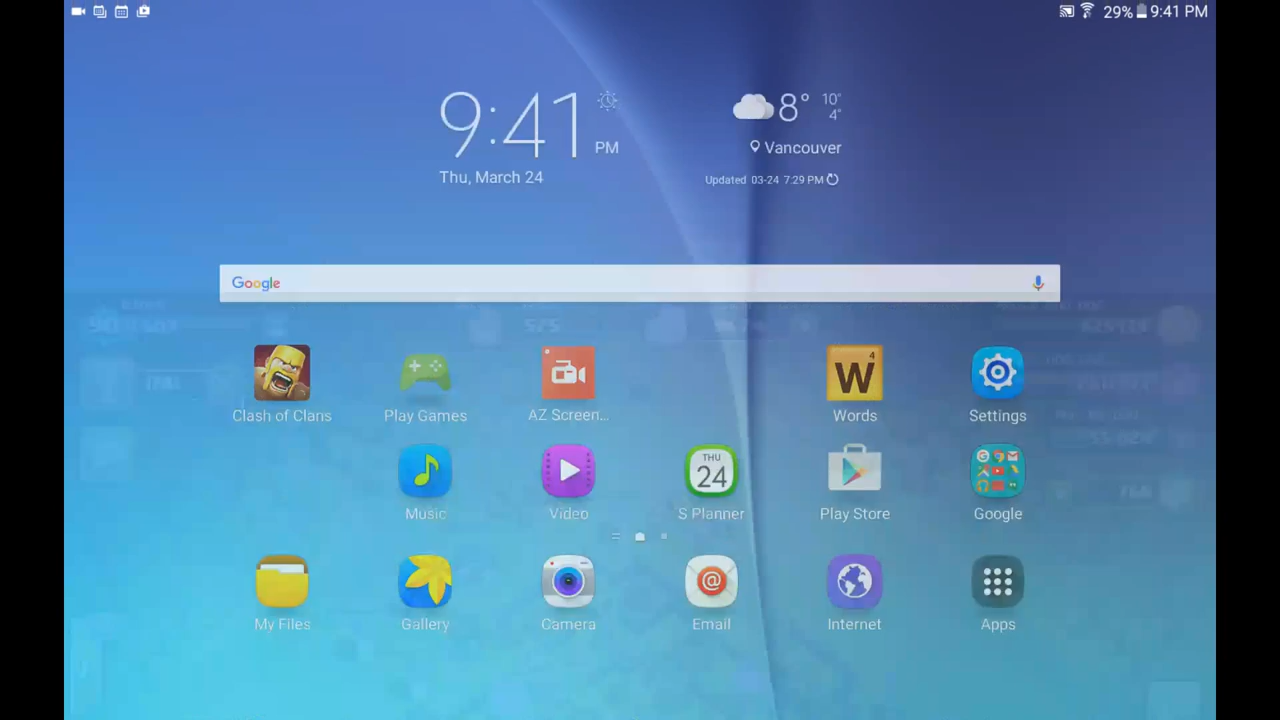 29% 9:41 PM
9:41 PM
Thu, March 24
8° 10° 4°
Vancouver
Updated 03-24 7:29 PM
Google
Clash of Clans
Play Games
AZ Screen...
4
W
Words
Settings
Music
Video
THU
24
S Planner
Play Store
Google
My Files
Gallery
Camera
@
Email
Internet
Apps